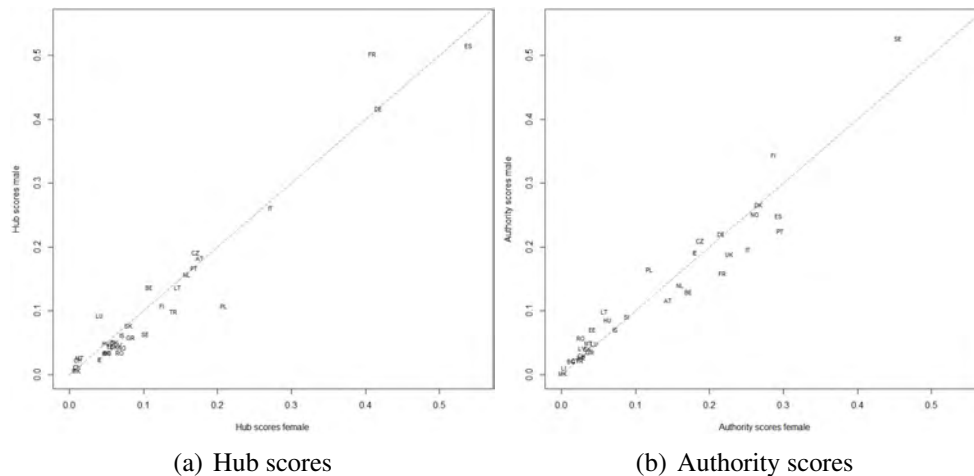 0.5
0.4
0.3
0.2
0.1
0.0
Hub scores male
FR
ES
DE
IT
CZ
AT
PT
NL
BE
LT
FI
PL
LU
TR
SK
IS
GR
SE
IE
0.0 0.1 0.2 0.3 0.4 0.5
Hub scores female
(a) Hub scores
0.5
0.4
0.3
0.2
0.1
0.0
Authority scores male
SE
FI
DK
NO
ES
DE
PT
CZ
IE
IT
UK
PL
FR
NL
BE
AT
LT
HU
SI
EE
IS
RO
LV
LI
MK
0.0 0.1 0.2 0.3 0.4 0.5
Authority scores female
(b) Authority scores